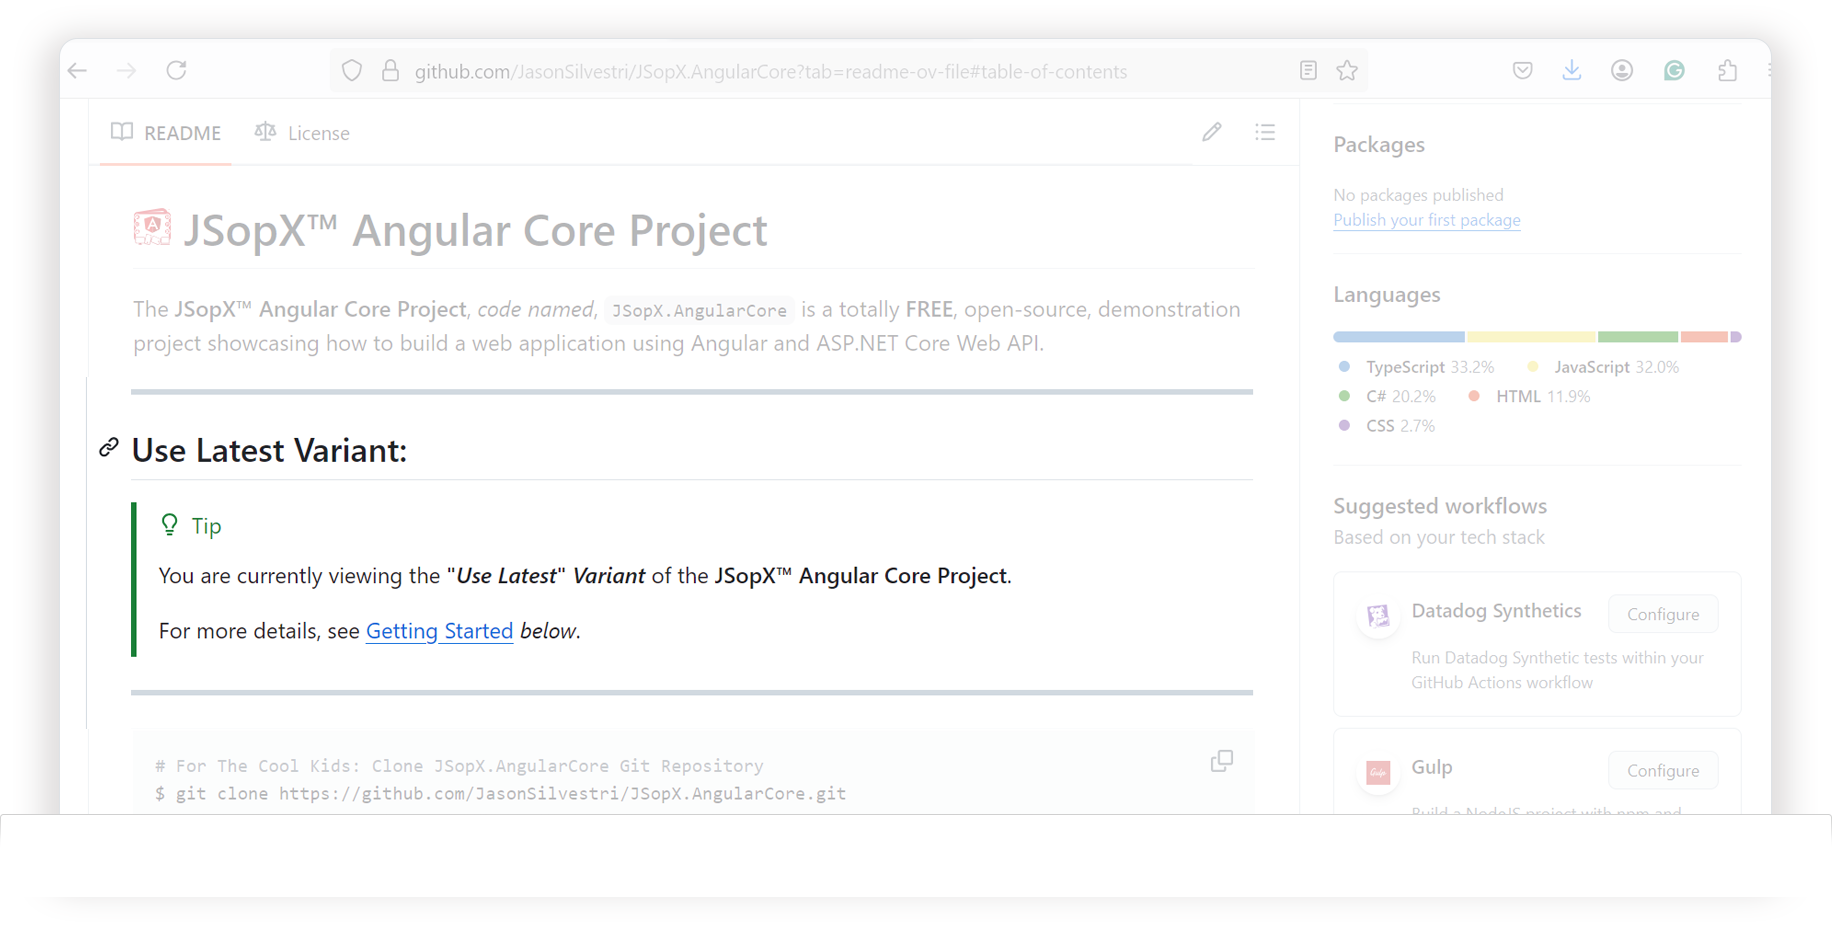 github.com/JasonSilvestri/JSopX.AngularCore?tab=readme-ov-file#table-of-contents
README
License
JSopX™ Angular Core Project
The JSopX™ Angular Core Project, code named, JSopX.AngularCore is a totally FREE, open-source, demonstration
project showcasing how to build a web application using Angular and ASP.NET Core Web API.
Use Latest Variant:
Tip
You are currently viewing the "Use Latest" Variant of the JSopX™ Angular Core Project.
For more details, see Getting Started below.
# For The Cool Kids: Clone JSopX.AngularCore Git Repository
$ git clone https://github.com/JasonSilvestri/JSopX.AngularCore.git
Packages
No packages published
Publish your first package
Languages
TypeScript 33.2%
JavaScript 32.0%
C# 20.2%
HTML 11.9%
CSS 2.7%
Suggested workflows
Based on your tech stack
Datadog Synthetics
Configure
Run Datadog Synthetic tests within your
GitHub Actions workflow
Gulp
Configure
Build a NodeJS project with npm and